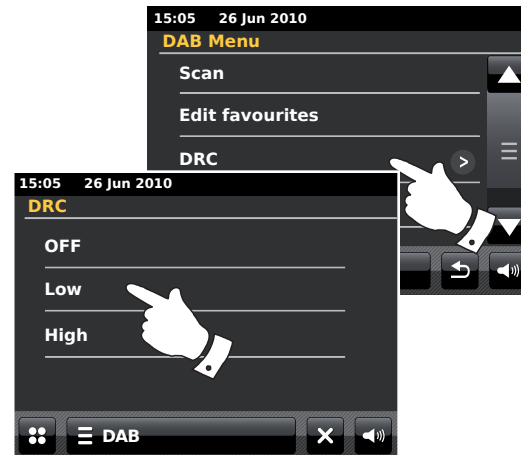 15:05 26 Jun 2010
DAB Menu
Scan
Edit favourites
DRC
15:05 26 Jun 2010
DRC
OFF
Low
High
DAB